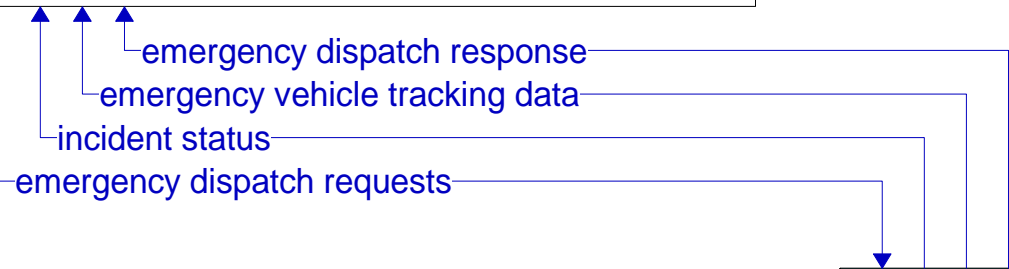 emergency dispatch response
emergency vehicle tracking data
incident status
emergency dispatch requests